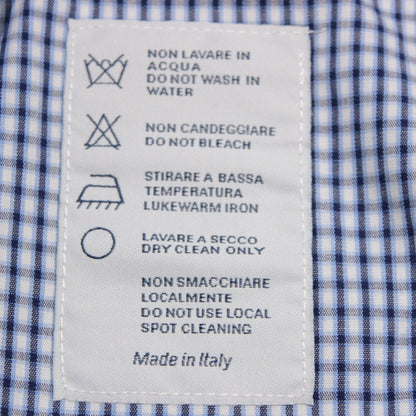 NON LAVARE IN
ACQUA
DO NOT WASH IN
WATER
NON CANDEGGIARE
DO NOT BLEACH
STIRARE A BASSA
TEMPERATURA
LUKEWARM IRON
LAVARE A SECCO
DRY CLEAN ONLY
NON SMACCHIARE
LOCALMENTE
DO NOT USE LOCAL
SPOT CLEANING
Made in Italy